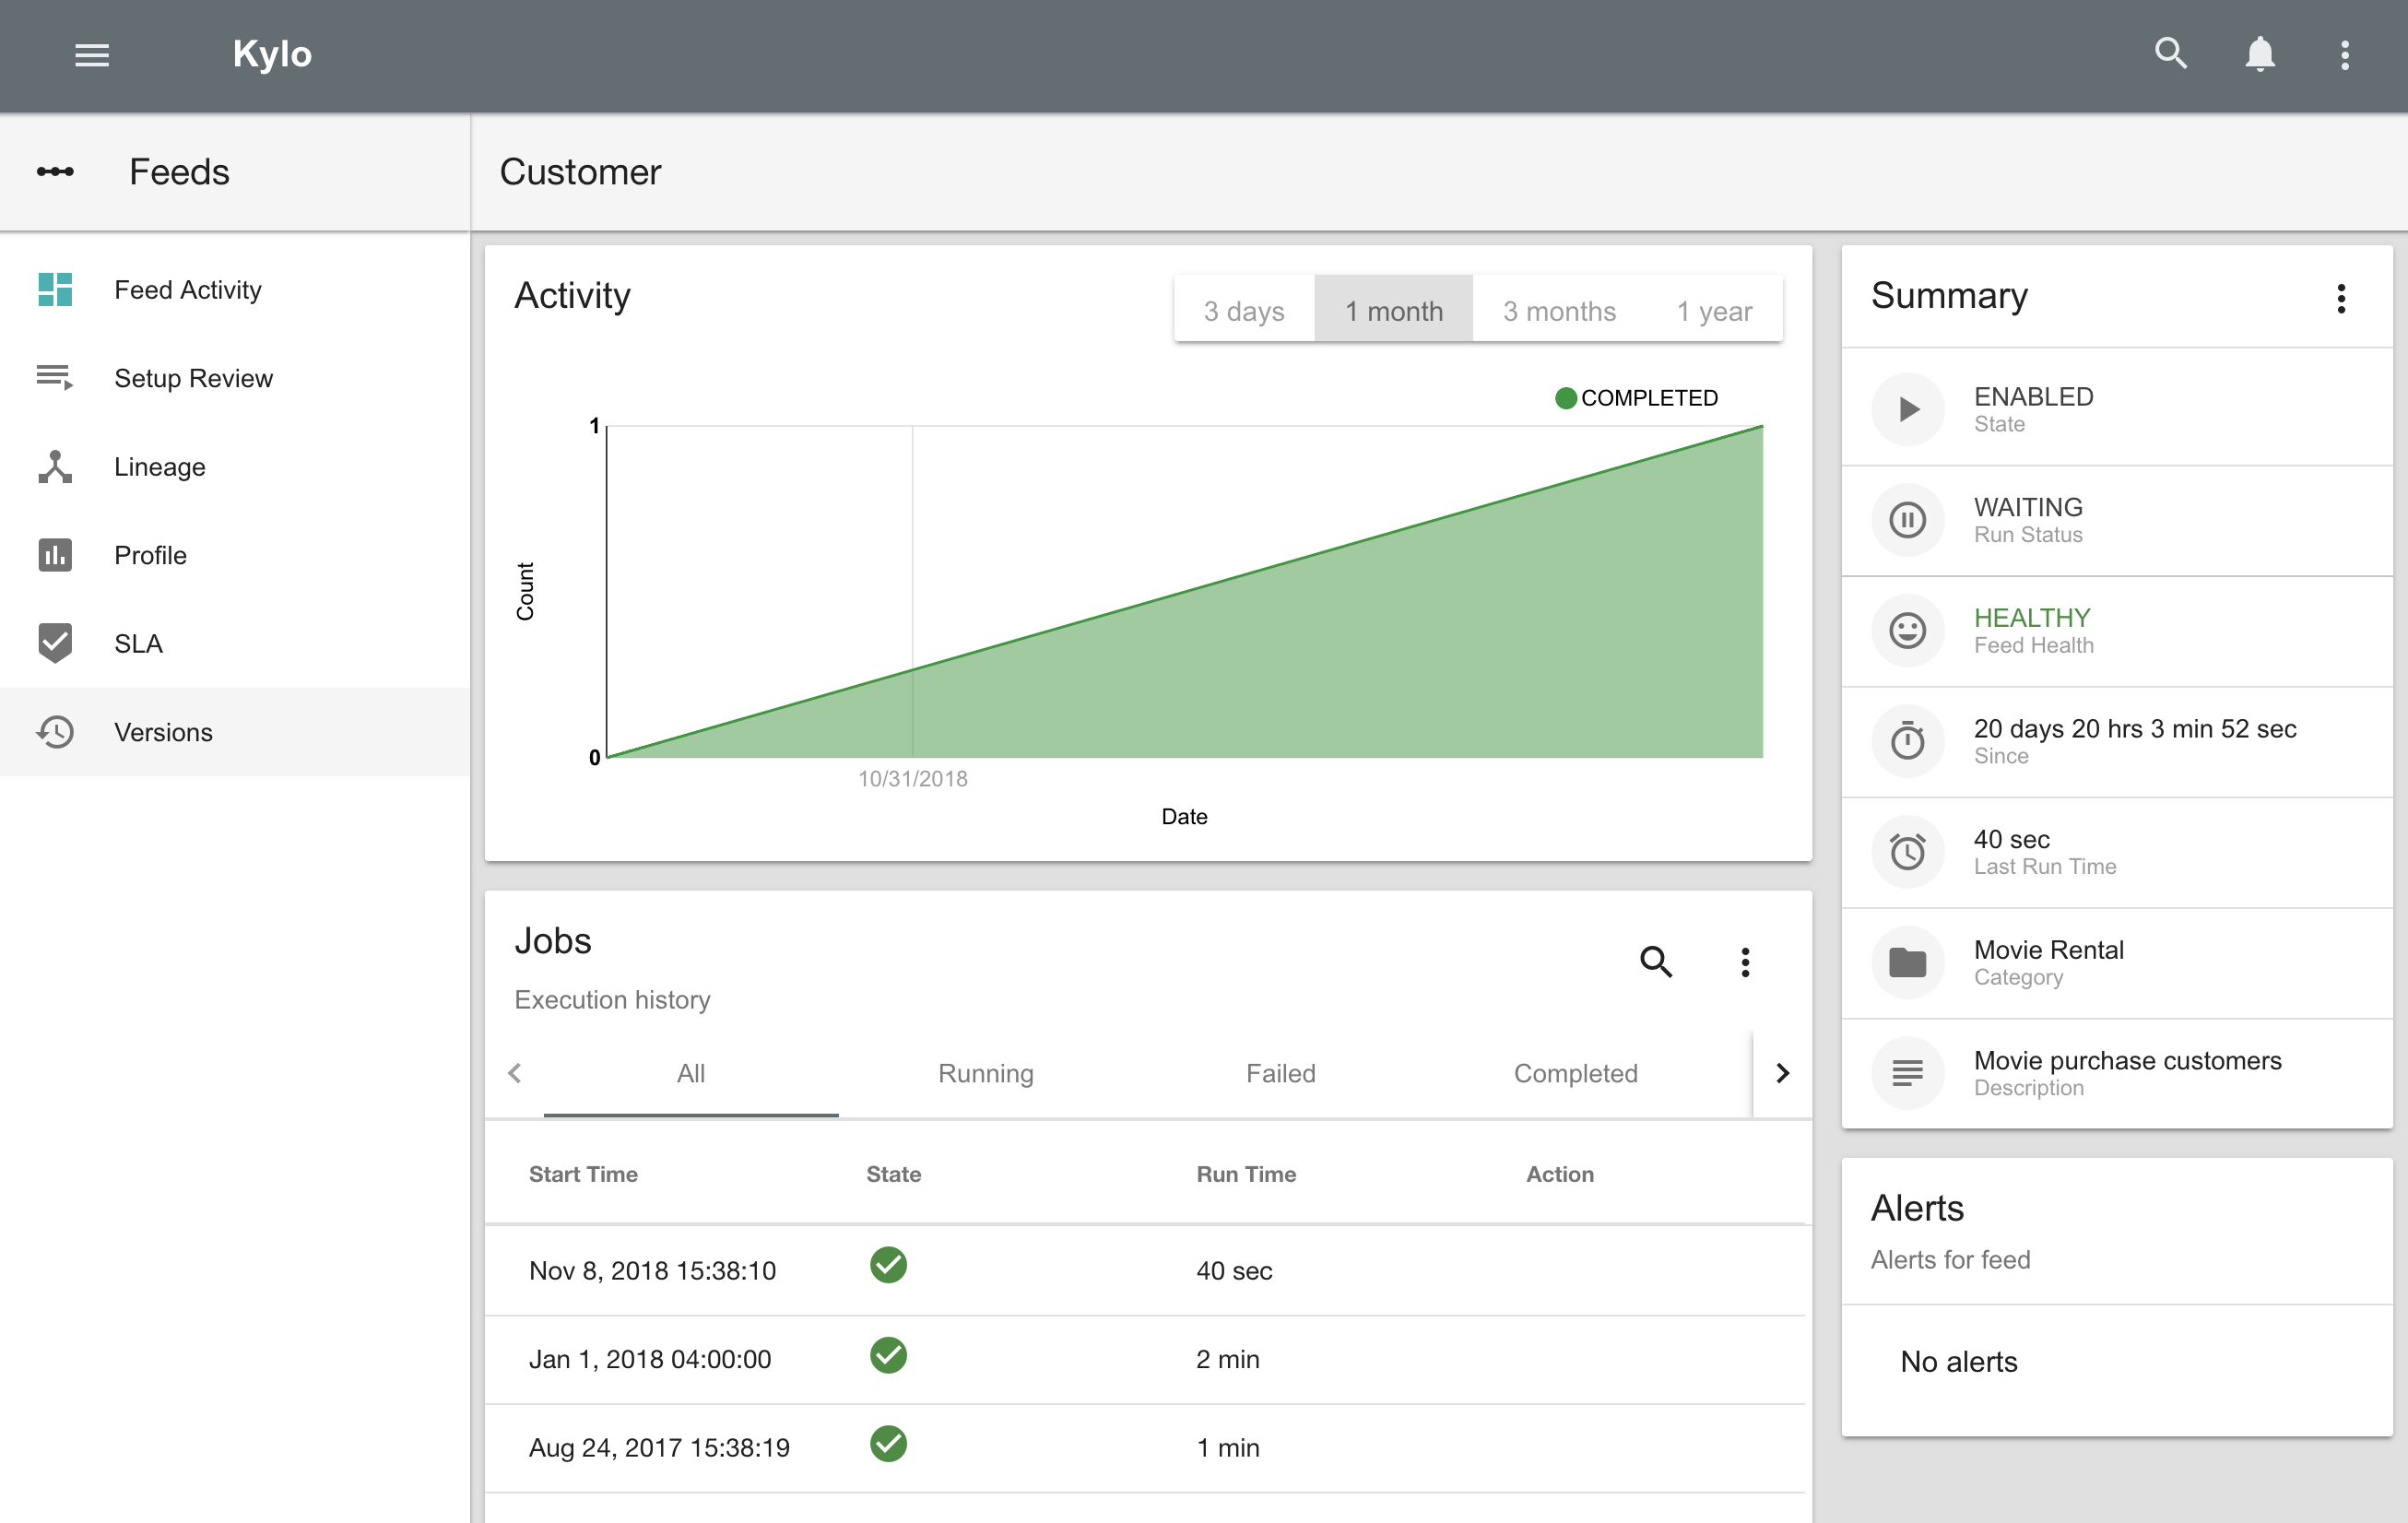 Kylo
Feeds
Customer
Feed Activity
Setup Review
Lineage
Profile
SLA
Versions
Activity
3 days 1 month 3 months 1 year
COMPLETED
1
Count
0
10/31/2018
Date
Jobs
Execution history
All Running Failed Completed
Start Time State Run Time Action
Nov 8, 2018 15:38:10 40 sec
Jan 1, 2018 04:00:00 2 min
Aug 24, 2017 15:38:19 1 min
Summary
ENABLED
State
WAITING
Run Status
HEALTHY
Feed Health
20 days 20 hrs 3 min 52 sec
Since
40 sec
Last Run Time
Movie Rental
Category
Movie purchase customers
Description
Alerts
Alerts for feed
No alerts